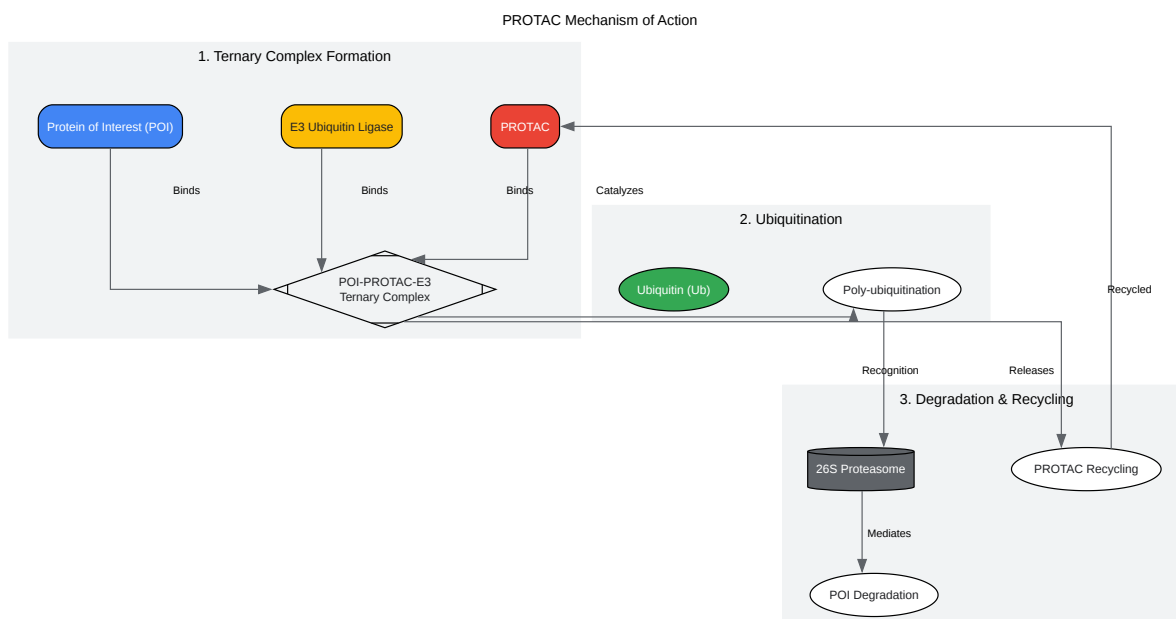 PROTAC Mechanism of Action
1. Ternary Complex Formation
Protein of Interest (POI)
E3 Ubiquitin Ligase
PROTAC
Binds
Binds
Binds
Catalyzes
2. Ubiquitination
POI-PROTAC-E3
Ternary Complex
Ubiquitin (Ub)
Poly-ubiquitination
Recycled
Recognition
Releases
3. Degradation & Recycling
26S Proteasome
PROTAC Recycling
Mediates
POI Degradation